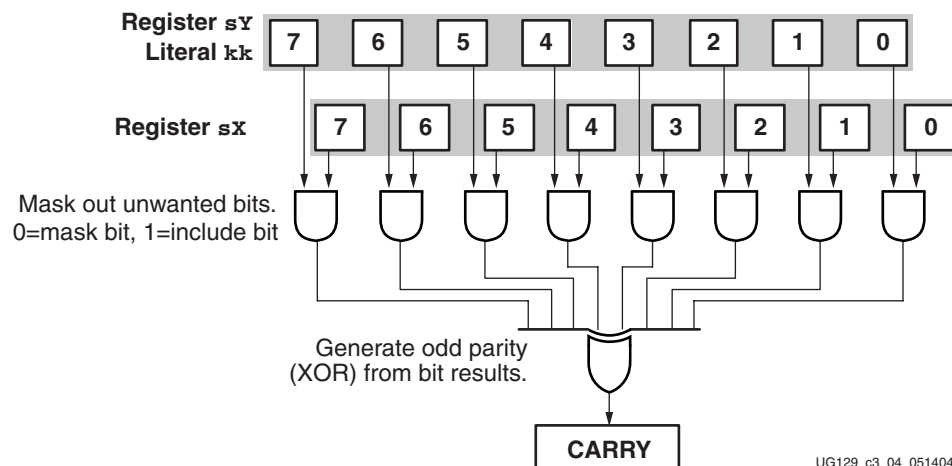 Register sY
Literal kk
7 6 5 4 3 2 1 0
Register sX
7 6 5 4 3 2 1 0
Mask out unwanted bits.
0=mask bit, 1=include bit
Generate odd parity
(XOR) from bit results.
CARRY
UG129_c3_04_051404